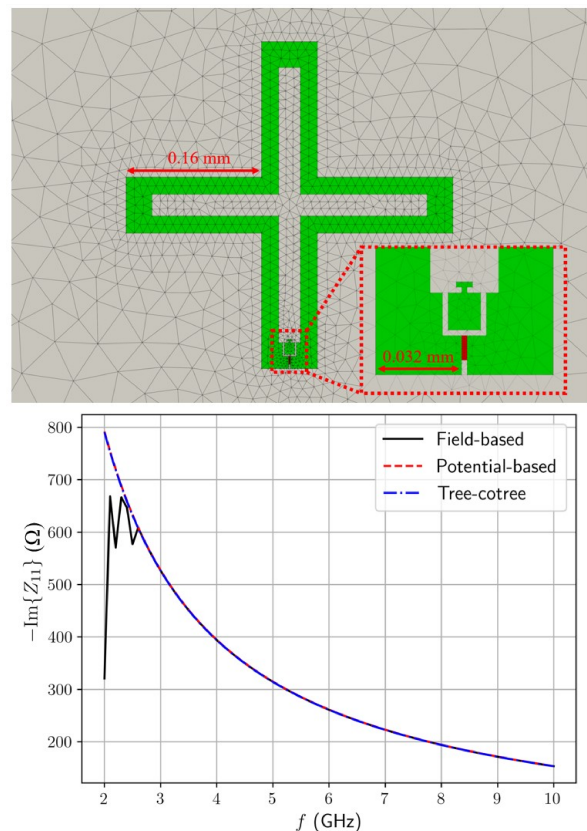 0.16 mm
0.032 mm
800
700
600
500
400
300
200
−Im{Z₁₁} (Ω)
Field-based
Potential-based
Tree-cotree
2 3 4 5 6 7 8 9 10
f (GHz)